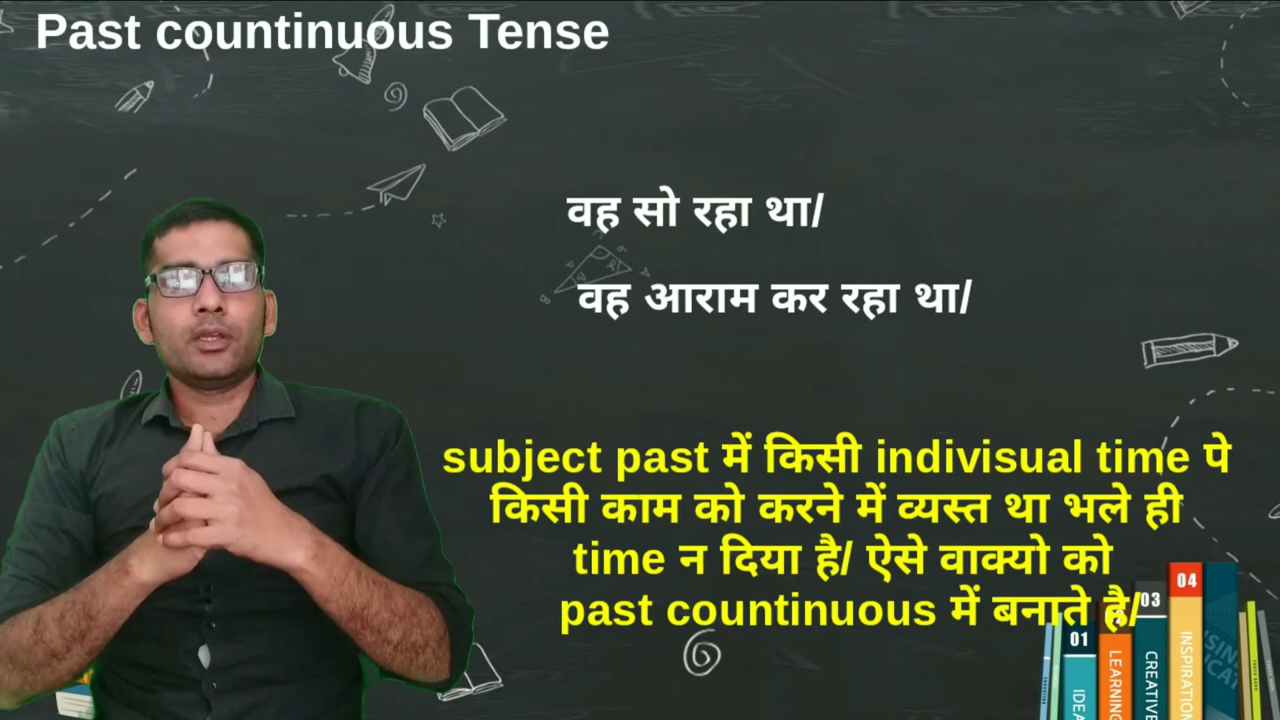 Past countinuous Tense
वह सो रहा था/
वह आराम कर रहा था/
subject past में किसी indivisual time पे
किसी काम को करने में व्यस्त था भले ही
time न दिया है/ ऐसे वाक्यो को
past countinuous में बनाते है/
01
03
04
IDEA
LEARNING
CREATIVE
INSPIRATION